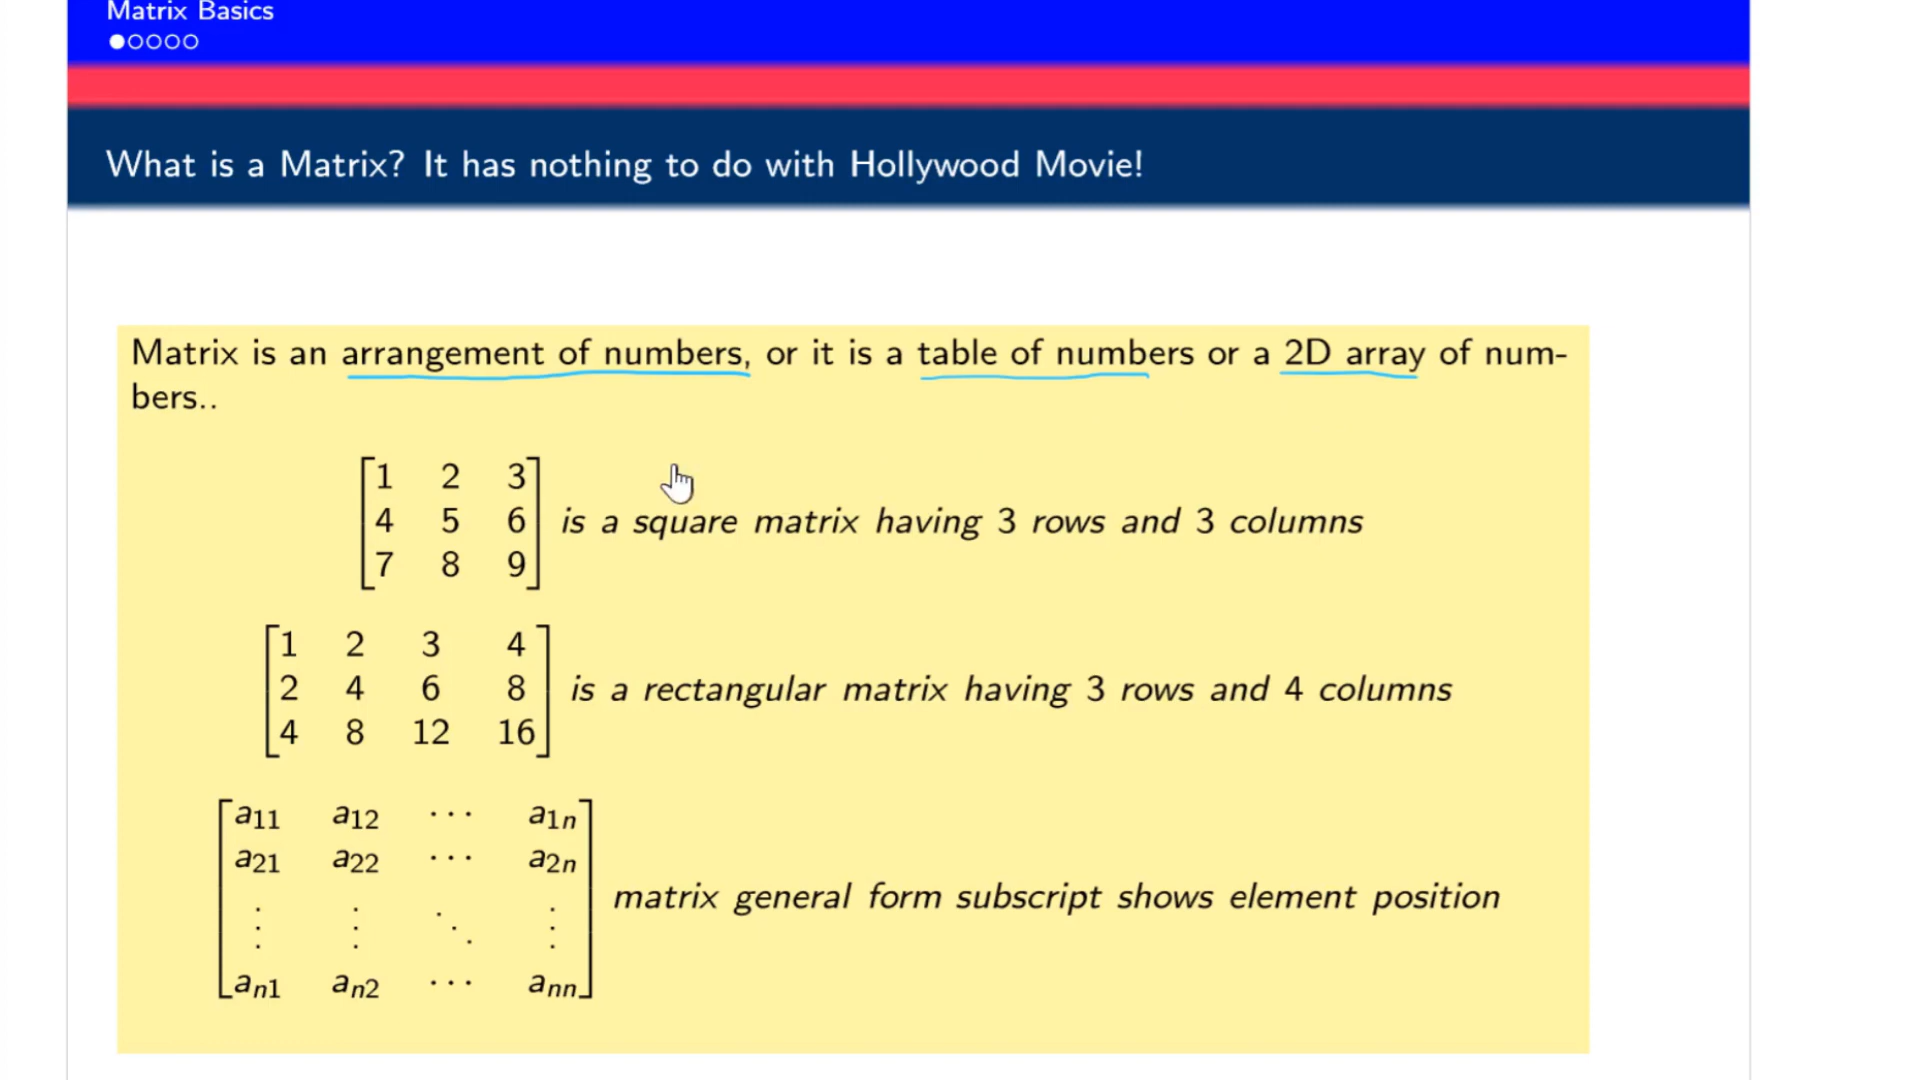 Matrix Basics
What is a Matrix? It has nothing to do with Hollywood Movie!
Matrix is an arrangement of numbers, or it is a table of numbers or a 2D array of num-
bers..
1 2 3
4 5 6
7 8 9
is a square matrix having 3 rows and 3 columns
1 2 3 4
2 4 6 8
4 8 12 16
is a rectangular matrix having 3 rows and 4 columns
a11 a12 ⋯ a1n
a21 a22 ⋯ a2n
⋮ ⋮ ⋱ ⋮
an1 an2 ⋯ ann
matrix general form subscript shows element position